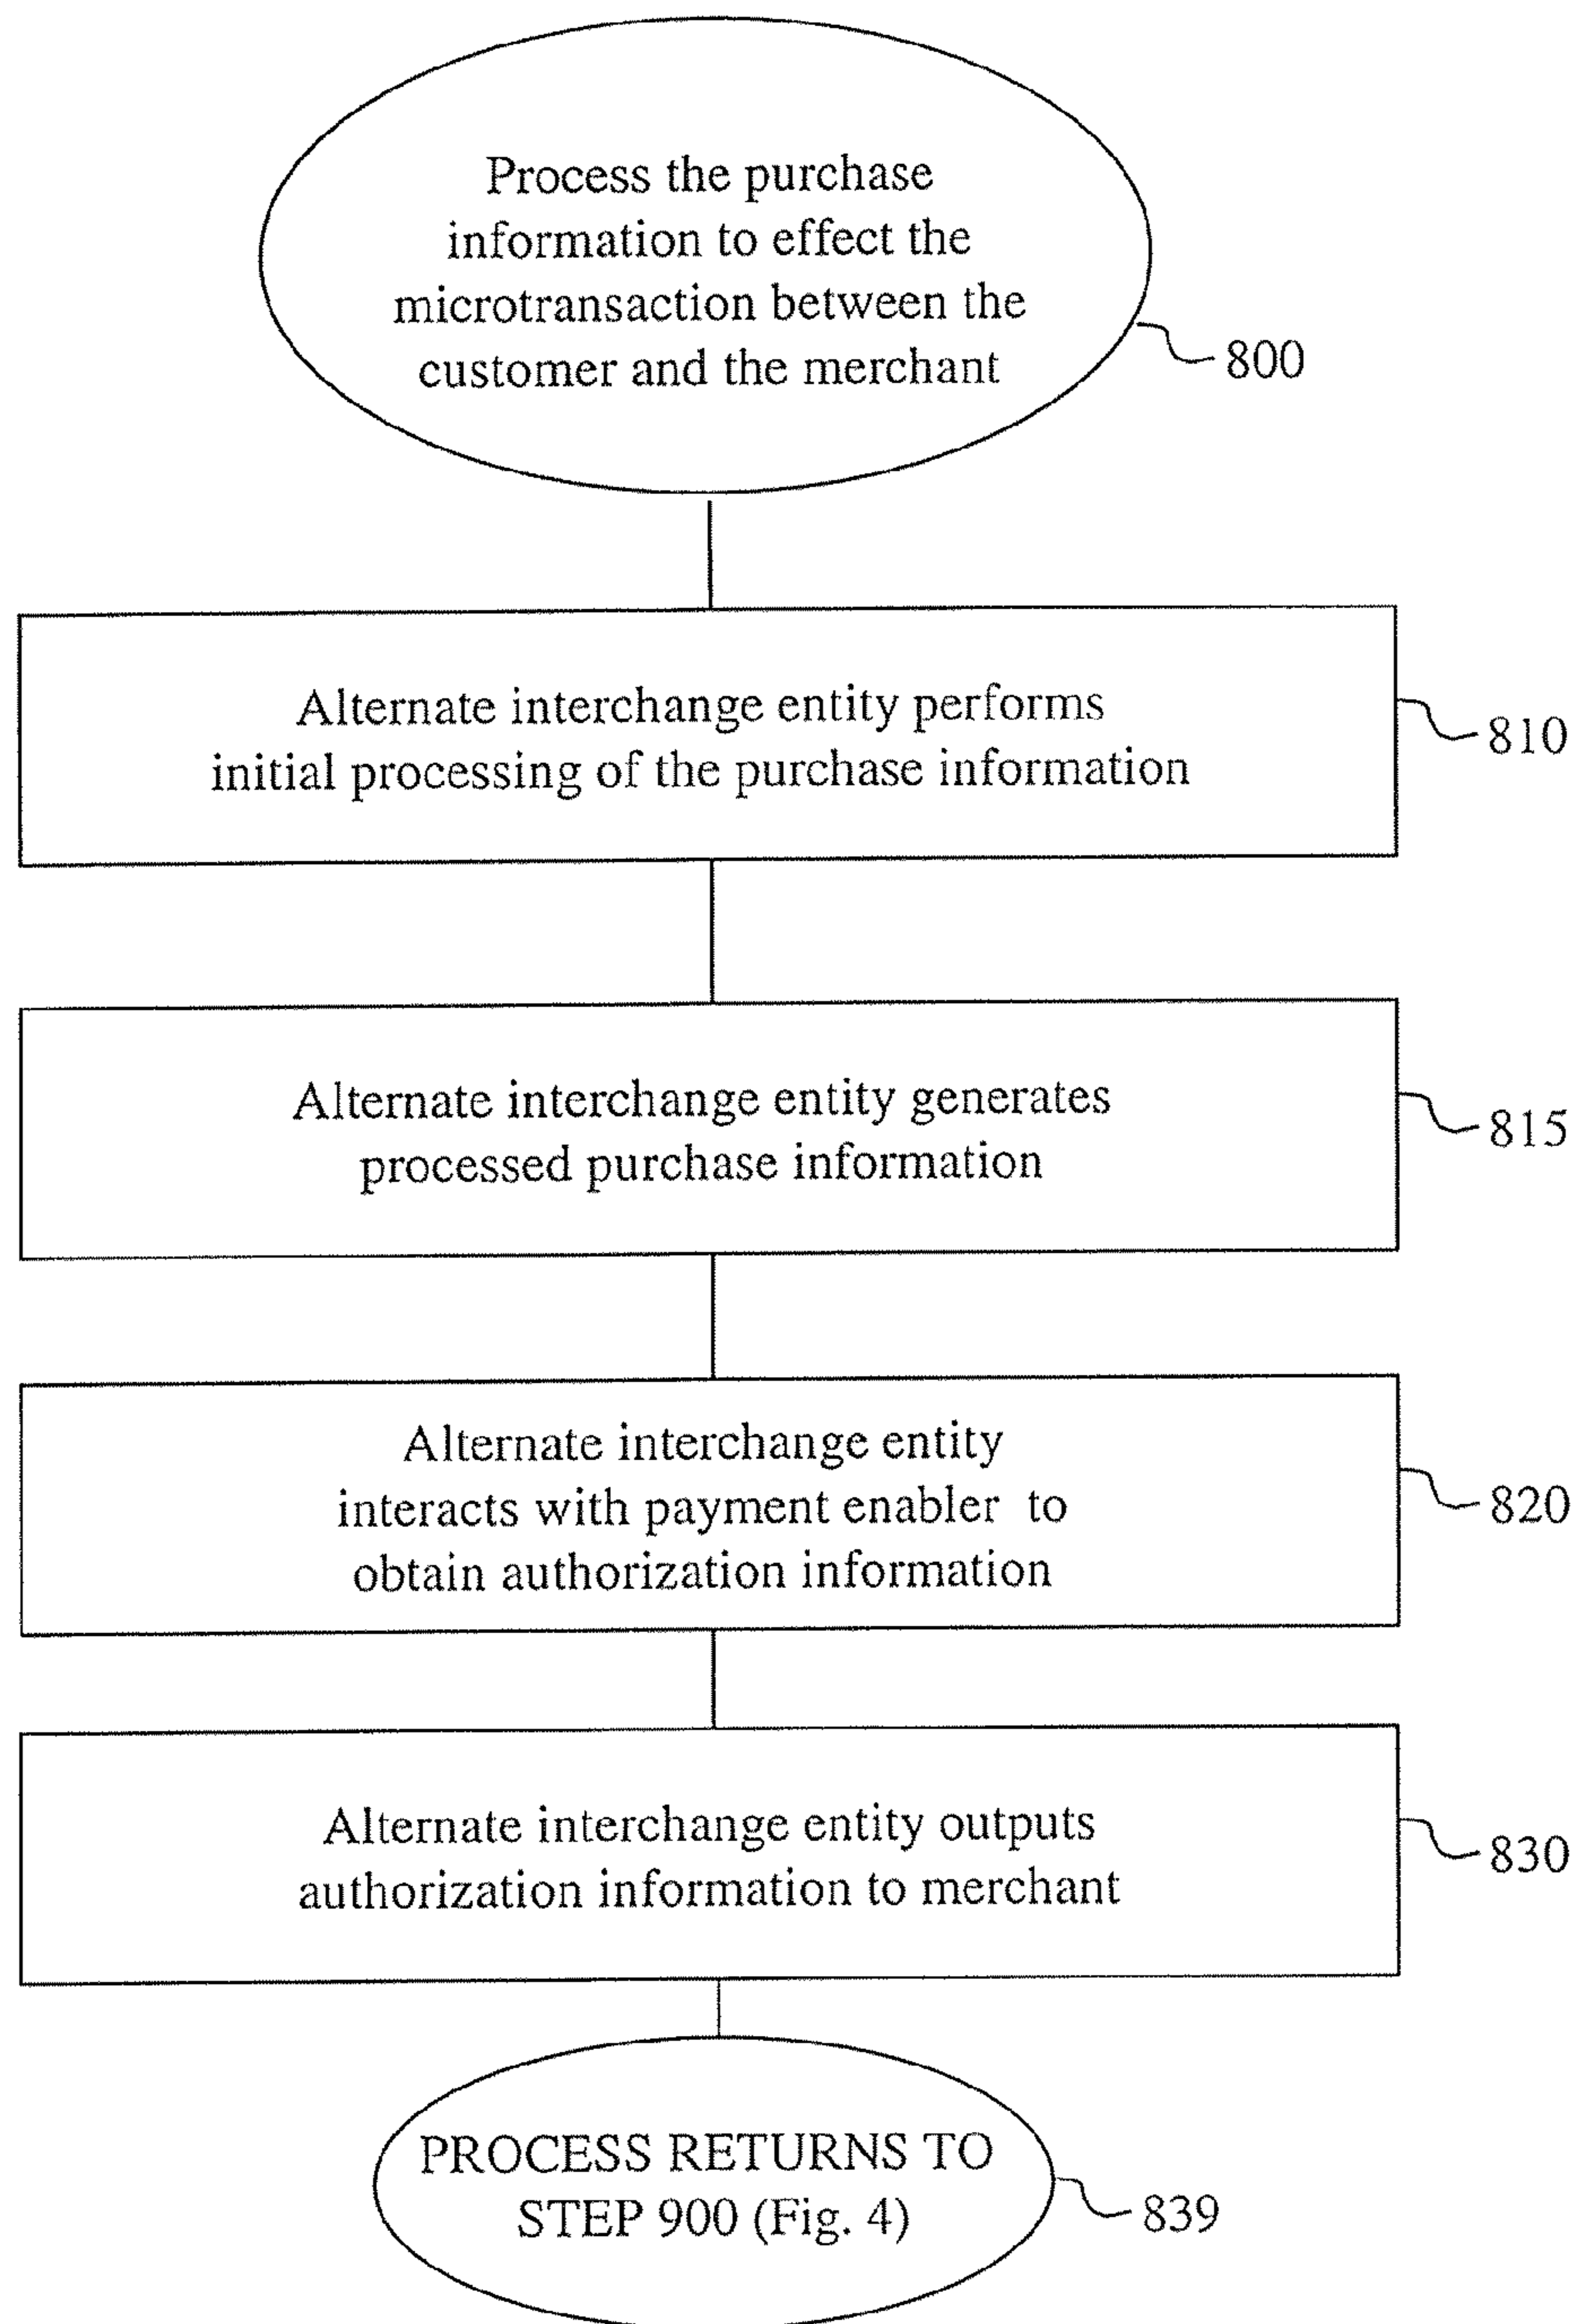 Process the purchase
information to effect the
microtransaction between the
customer and the merchant
800
Alternate interchange entity performs
initial processing of the purchase information
810
Alternate interchange entity generates
processed purchase information
815
Alternate interchange entity
interacts with payment enabler to
obtain authorization information
820
Alternate interchange entity outputs
authorization information to merchant
830
PROCESS RETURNS TO
STEP 900 (Fig. 4)
839